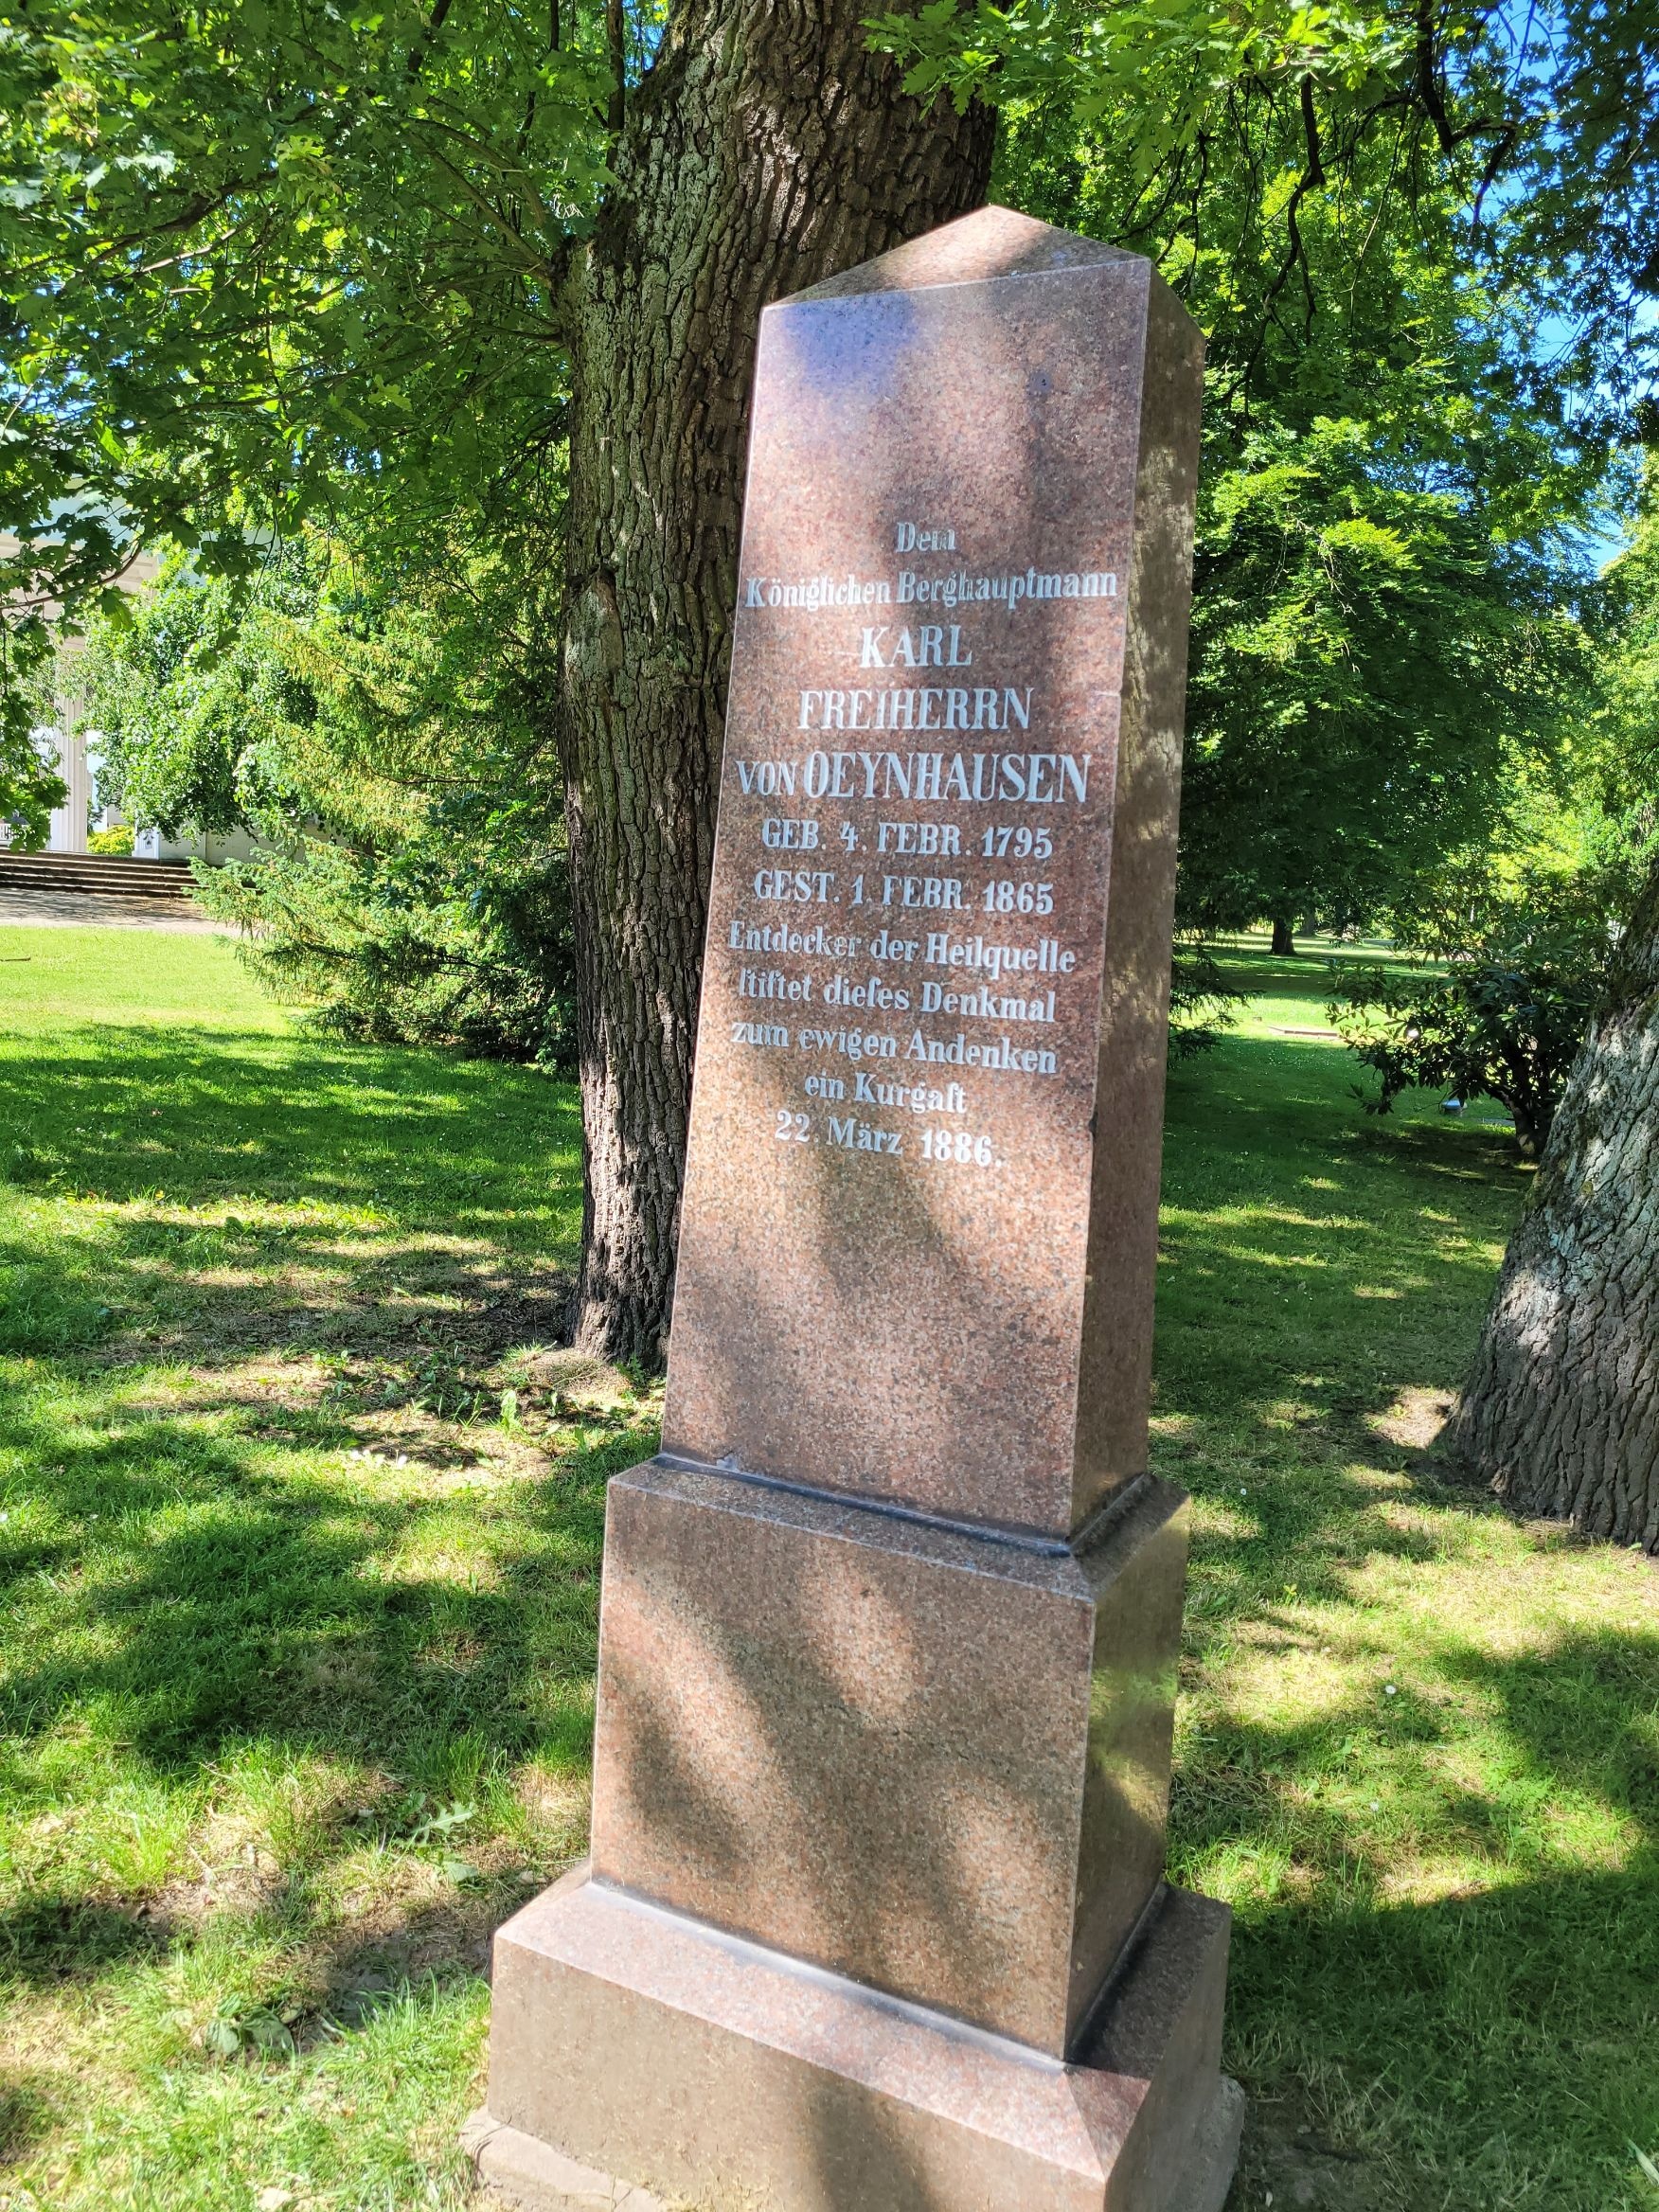 Dem
Königlichen Berghauptmann
KARL
FREIHERRN
VON OEYNHAUSEN
GEB. 4. FEBR. 1795
GEST. 1. FEBR. 1865
Entdecker der Heilquelle
ſtiftet dieſes Denkmal
zum ewigen Andenken
ein Kurgaſt
22. März 1886.